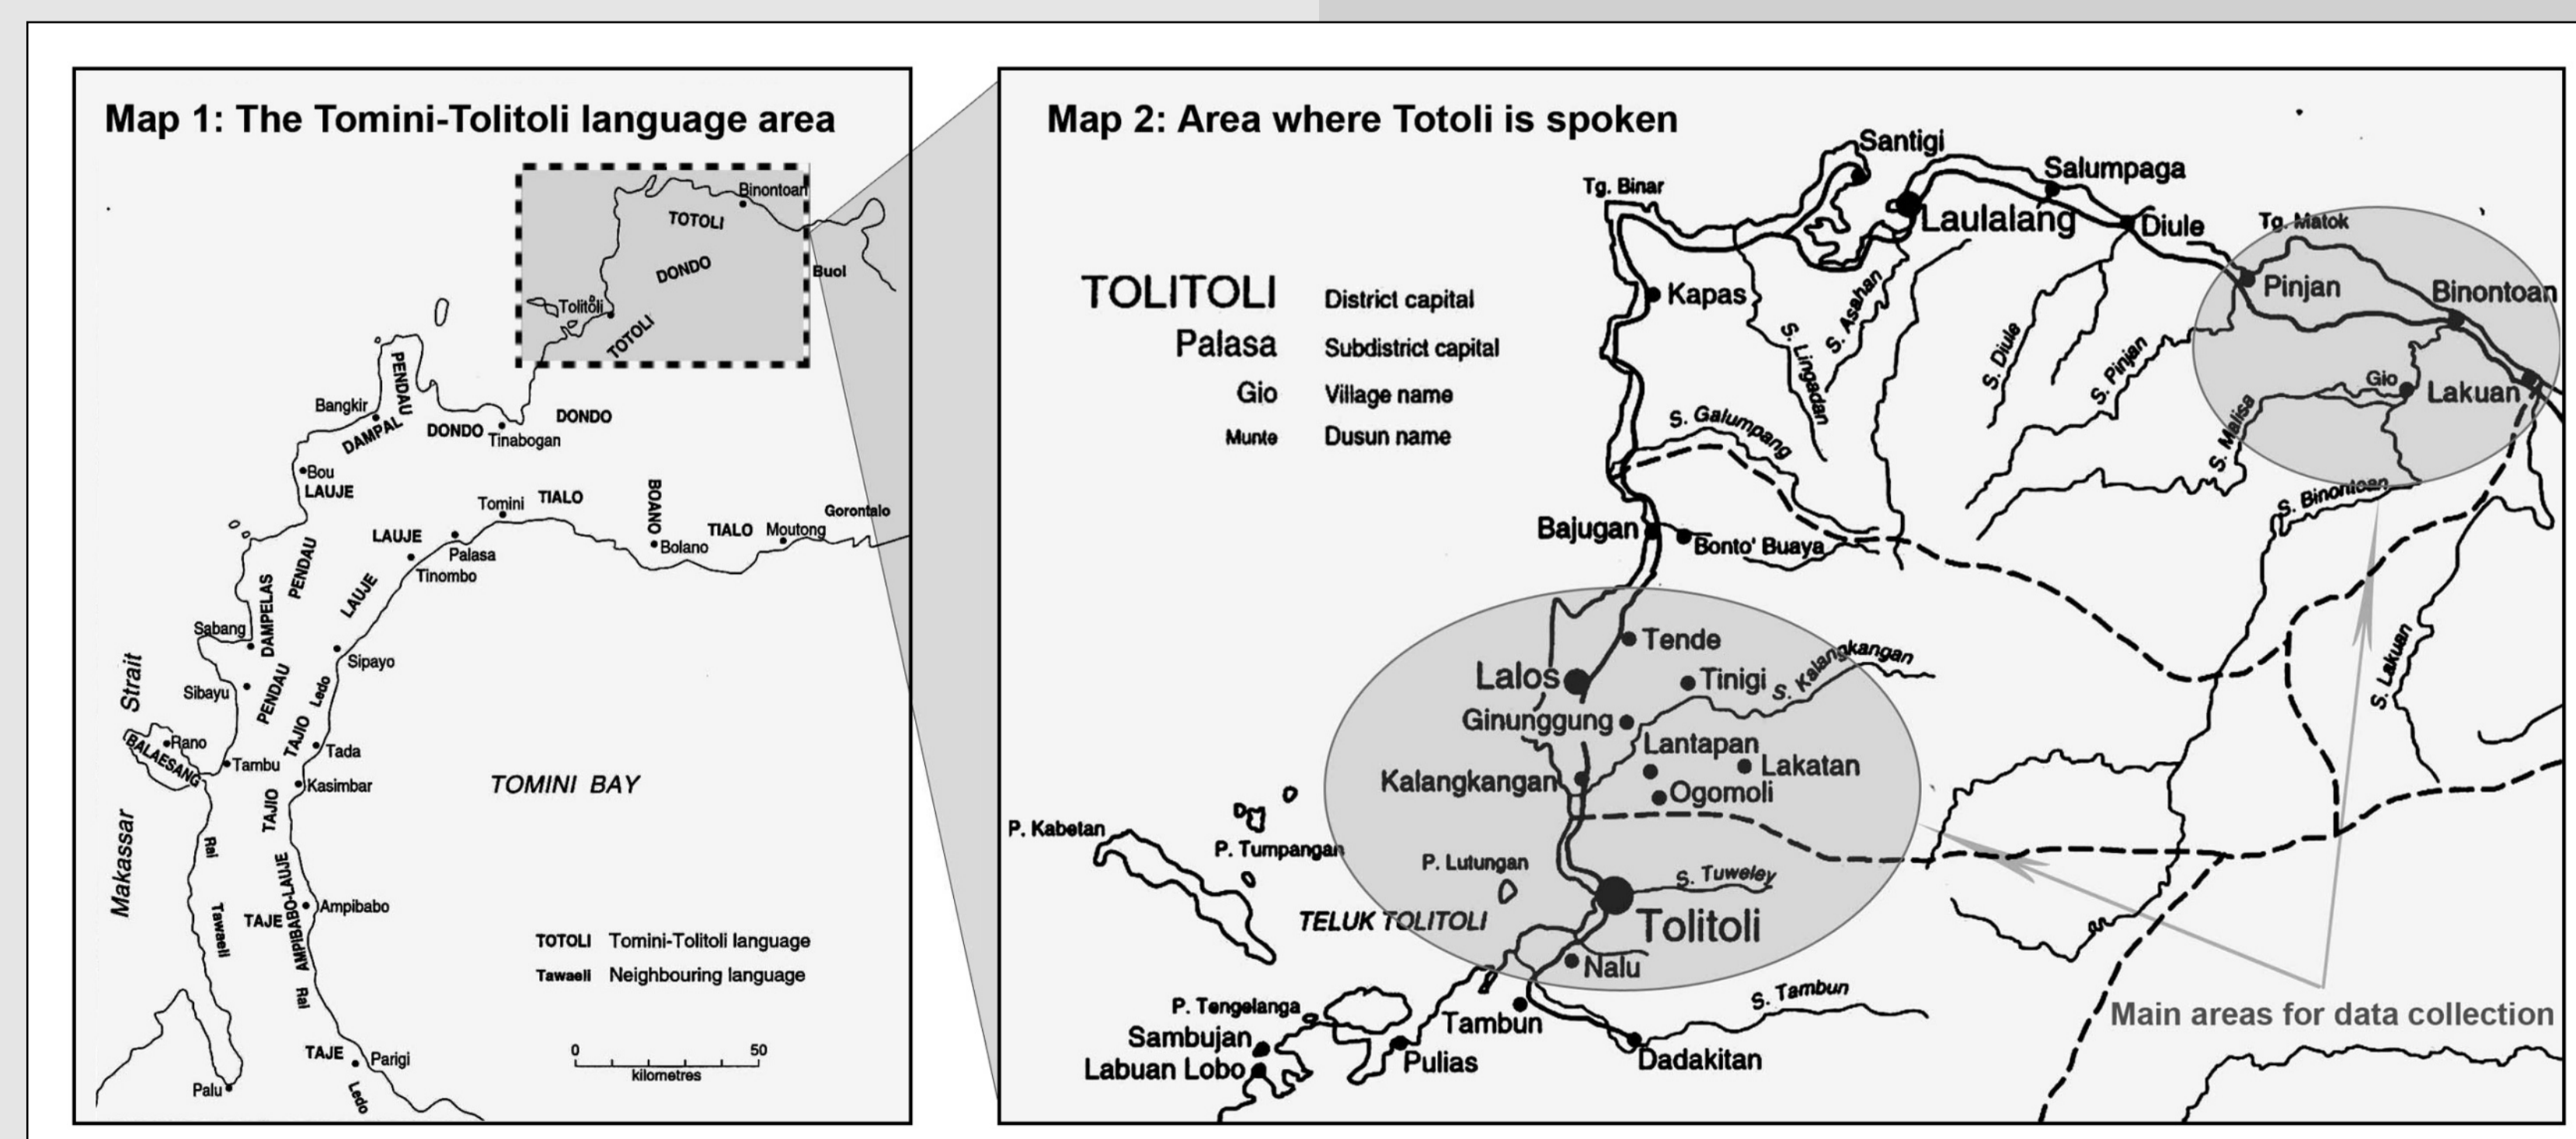 Map 1: The Tomini-Tolitoli language area
Binontoan
TOTOLI
DONDO
Buol
Tolitoli
TOTOLI
PENDAU
Bangkir
DAMPAL
DONDO
DONDO
Tinabogan
Bou
LAUJE
Tomini
TIALO
BOANO
Gorontalo
LAUJE
TIALO
Moutong
Palasa
Bolano
PENDAU
Tinombo
DAMPELAS
LAUJE
Sabang
Sipayo
Strait
Sibayu
PENDAU
Ledo
TAJIO
Rano
BALAESANG
Tada
Tambu
Kasimbar
TOMINI BAY
TAJIO
Makassar
Rai
AMPIBABO-LAUJE
Ampibabo
TAJE
Tawaeli
TOTOLI Tomini-Tolitoli language
Tawaeli Neighbouring language
Rai
TAJE
Parigi
0 50
kilometres
Palu
Ledo
Map 2: Area where Totoli is spoken
Santigi
Salumpaga
Tg. Binar
Laulalang
Diule
Tg. Matok
Pinjan
Binontoan
TOLITOLI District capital
Palasa Subdistrict capital
Gio Village name
Munte Dusun name
Kapas
S. Asahan
S. Lingadan
S. Diule
S. Pinjan
Gio
Lakuan
S. Malisa
S. Galumpang
S. Binontoan
Bajugan
Bonto' Buaya
Tende
S. Kalangkangan
Lalos
Tinigi
S. Lakuan
Ginunggung
Lantapan
Lakatan
Kalangkangan
Ogomoli
P. Kabetan
P. Tumpangan
P. Lutungan
S. Tuweley
TELUK TOLITOLI
Tolitoli
Nalu
P. Tengelanga
S. Tambun
Main areas for data collection
Tambun
Sambujan
Labuan Lobo
Pulias
Dadakitan